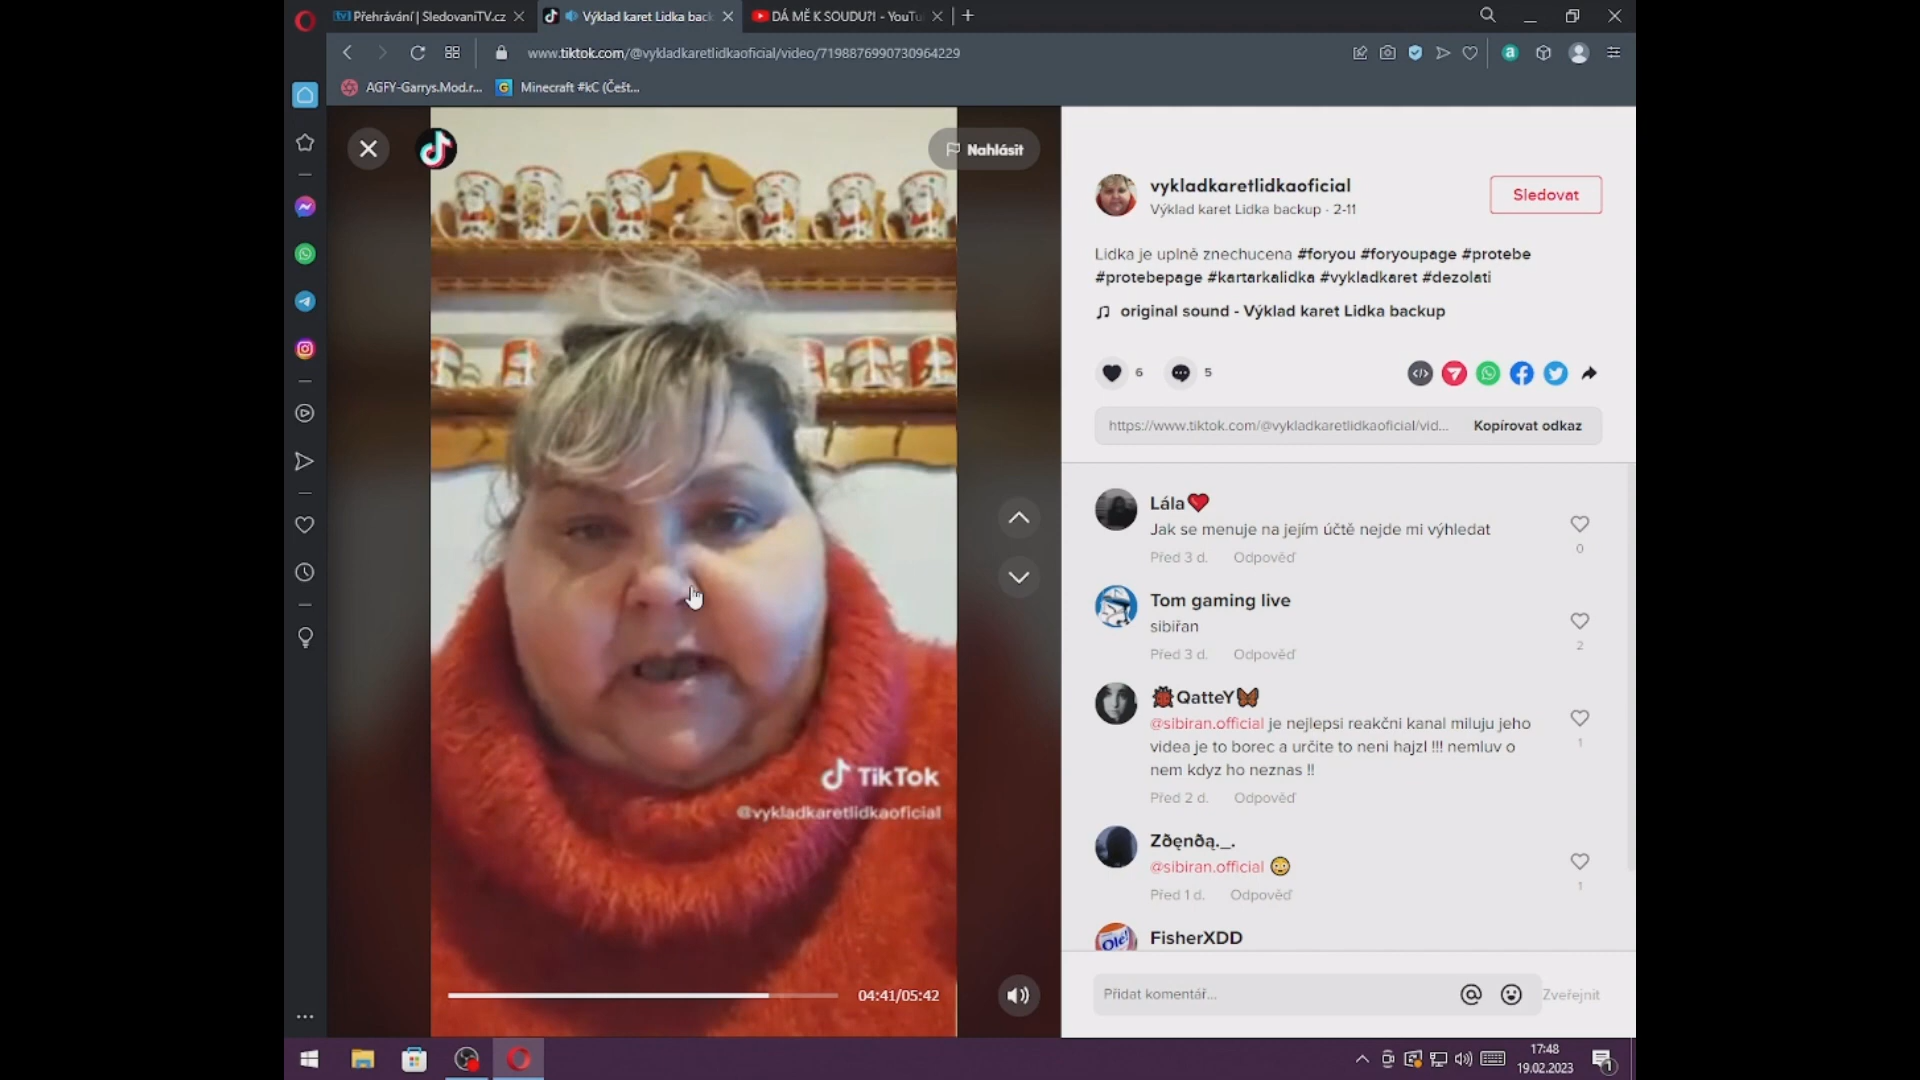 Přehrávání | SledovaniTV.cz
Výklad karet Lidka bac
DÁ MĚ K SOUDU?! - YouTu
www.tiktok.com/@vykladkaretlidkaoficial/video/7198876990730964229
AGFY-Garrys.Mod.r...
Minecraft #kC (Češt...
Nahlásit
vykladkaretlidkaoficial
Výklad karet Lidka backup · 2-11
Sledovat
Lidka je uplně znechucena #foryou #foryoupage #protebe
#protebepage #kartarkalidka #vykladkaret #dezolati
original sound - Výklad karet Lidka backup
6
5
https://www.tiktok.com/@vykladkaretlidkaoficial/vid...
Kopírovat odkaz
Lála
Jak se menuje na jejím účtě nejde mi výhledat
Před 3 d. Odpověď
0
Tom gaming live
sibiřan
Před 3 d. Odpověď
2
QatteY
@sibiran.official je nejlepsi reakčni kanal miluju jeho
videa je to borec a určite to neni hajzl !!! nemluv o
nem kdyz ho neznas !!
Před 2 d. Odpověď
1
Zðęnðą._.
@sibiran.official
Před 1 d. Odpověď
1
FisherXDD
Olé!
TikTok
@vykladkaretlidkaoficial
04:41/05:42
Přidat komentář...
Zveřejnit
17:48
19.02.2023
1